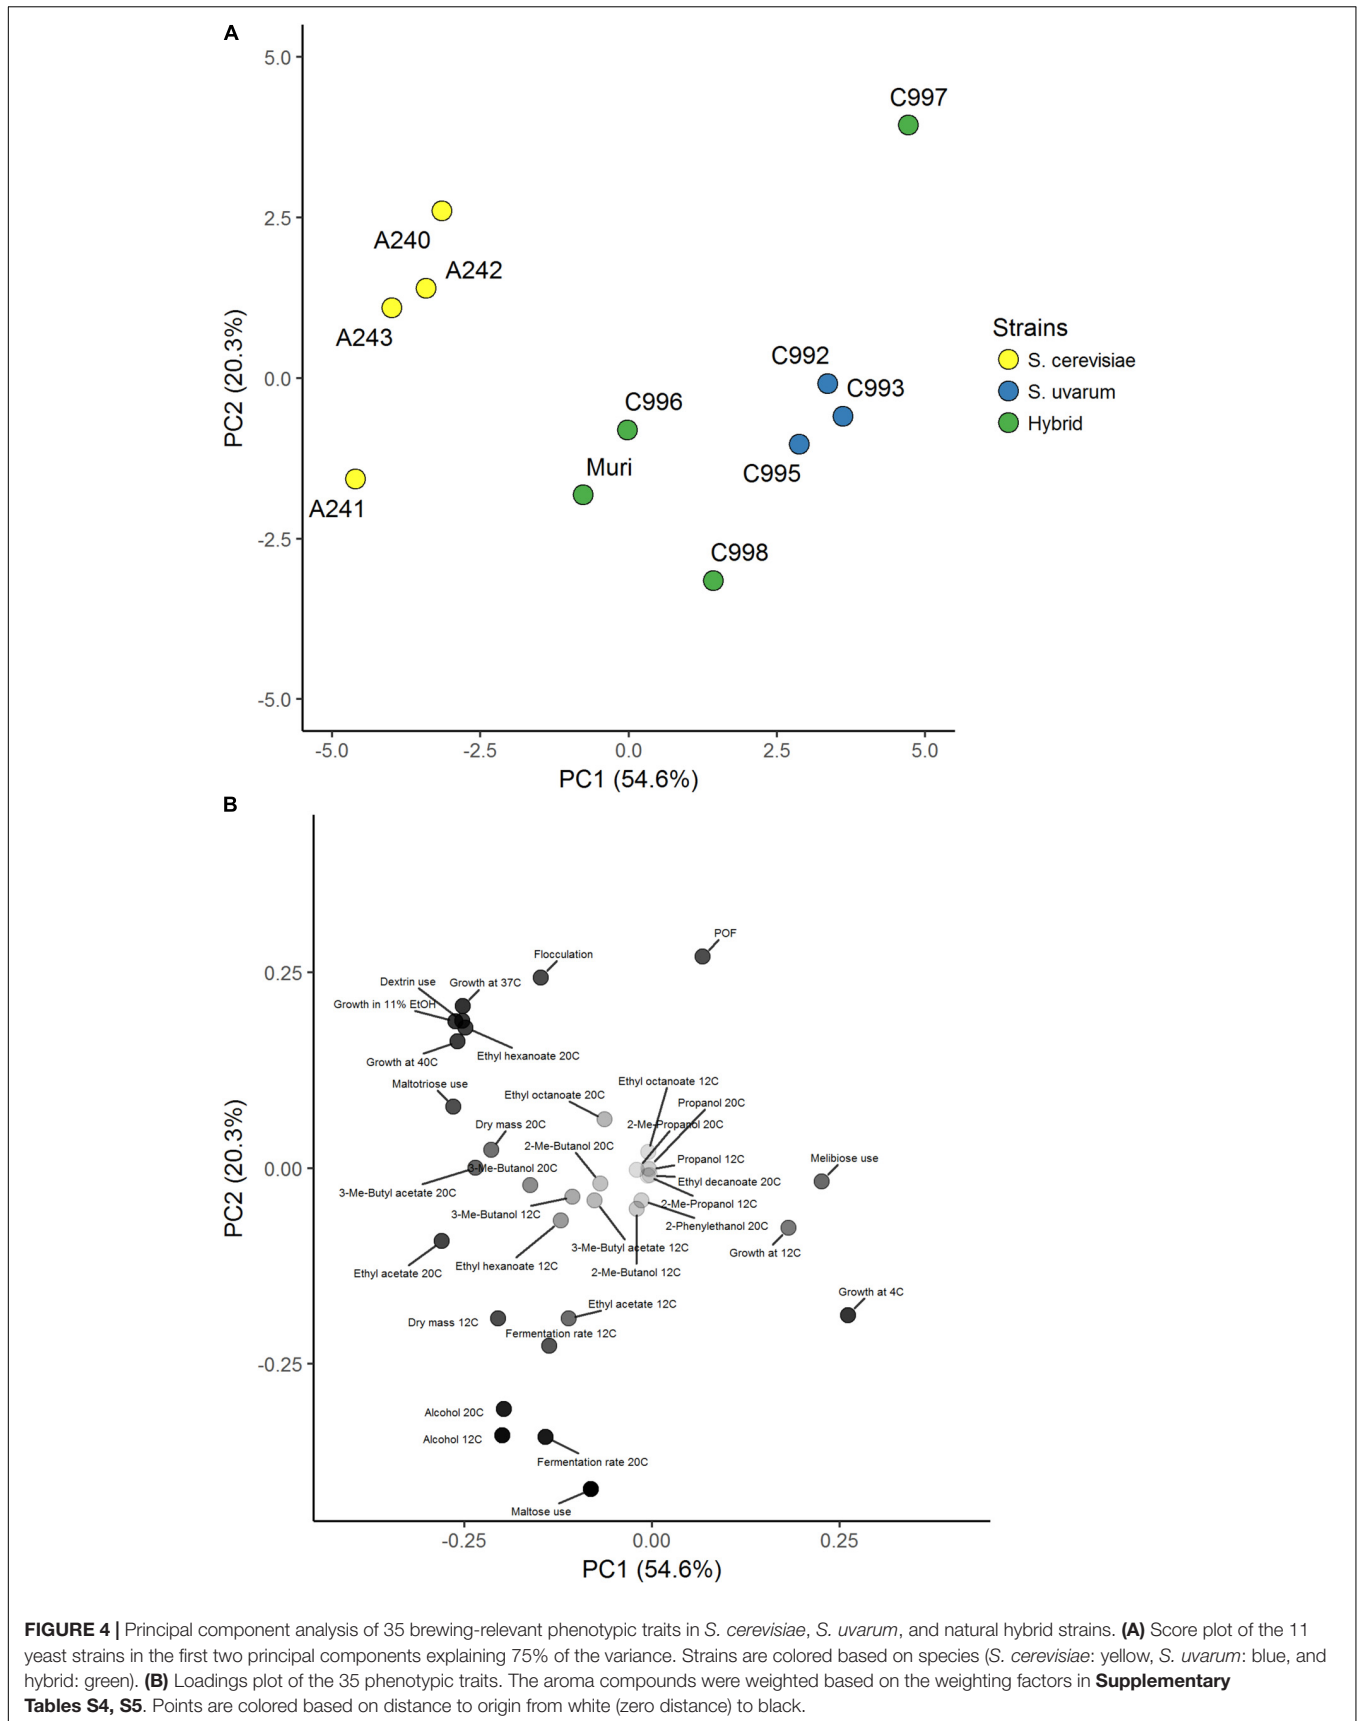 A
5.0
2.5
0.0
-2.5
-5.0
PC2 (20.3%)
C997
A240
A242
A243
C992
C993
C996
C995
Muri
A241
C998
Strains
S. cerevisiae
S. uvarum
Hybrid
-5.0 -2.5 0.0 2.5 5.0
PC1 (54.6%)
B
0.25
0.00
-0.25
PC2 (20.3%)
POF
Flocculation
Dextrin use
Growth at 37C
Growth in 11% EtOH
Growth at 40C
Ethyl hexanoate 20C
Maltotriose use
Ethyl octanoate 12C
Ethyl octanoate 20C
Propanol 20C
Dry mass 20C
2-Me-Propanol 20C
2-Me-Butanol 20C
3-Me-Butanol 20C
Propanol 12C
Melibiose use
Ethyl decanoate 20C
3-Me-Butyl acetate 20C
2-Me-Propanol 12C
3-Me-Butanol 12C
2-Phenylethanol 20C
3-Me-Butyl acetate 12C
Growth at 12C
Ethyl hexanoate 12C
Ethyl acetate 20C
2-Me-Butanol 12C
Growth at 4C
Ethyl acetate 12C
Dry mass 12C
Fermentation rate 12C
Alcohol 20C
Alcohol 12C
Fermentation rate 20C
Maltose use
-0.25 0.00 0.25
PC1 (54.6%)
FIGURE 4 | Principal component analysis of 35 brewing-relevant phenotypic traits in S. cerevisiae, S. uvarum, and natural hybrid strains. (A) Score plot of the 11
yeast strains in the first two principal components explaining 75% of the variance. Strains are colored based on species (S. cerevisiae: yellow, S. uvarum: blue, and
hybrid: green). (B) Loadings plot of the 35 phenotypic traits. The aroma compounds were weighted based on the weighting factors in Supplementary
Tables S4, S5. Points are colored based on distance to origin from white (zero distance) to black.